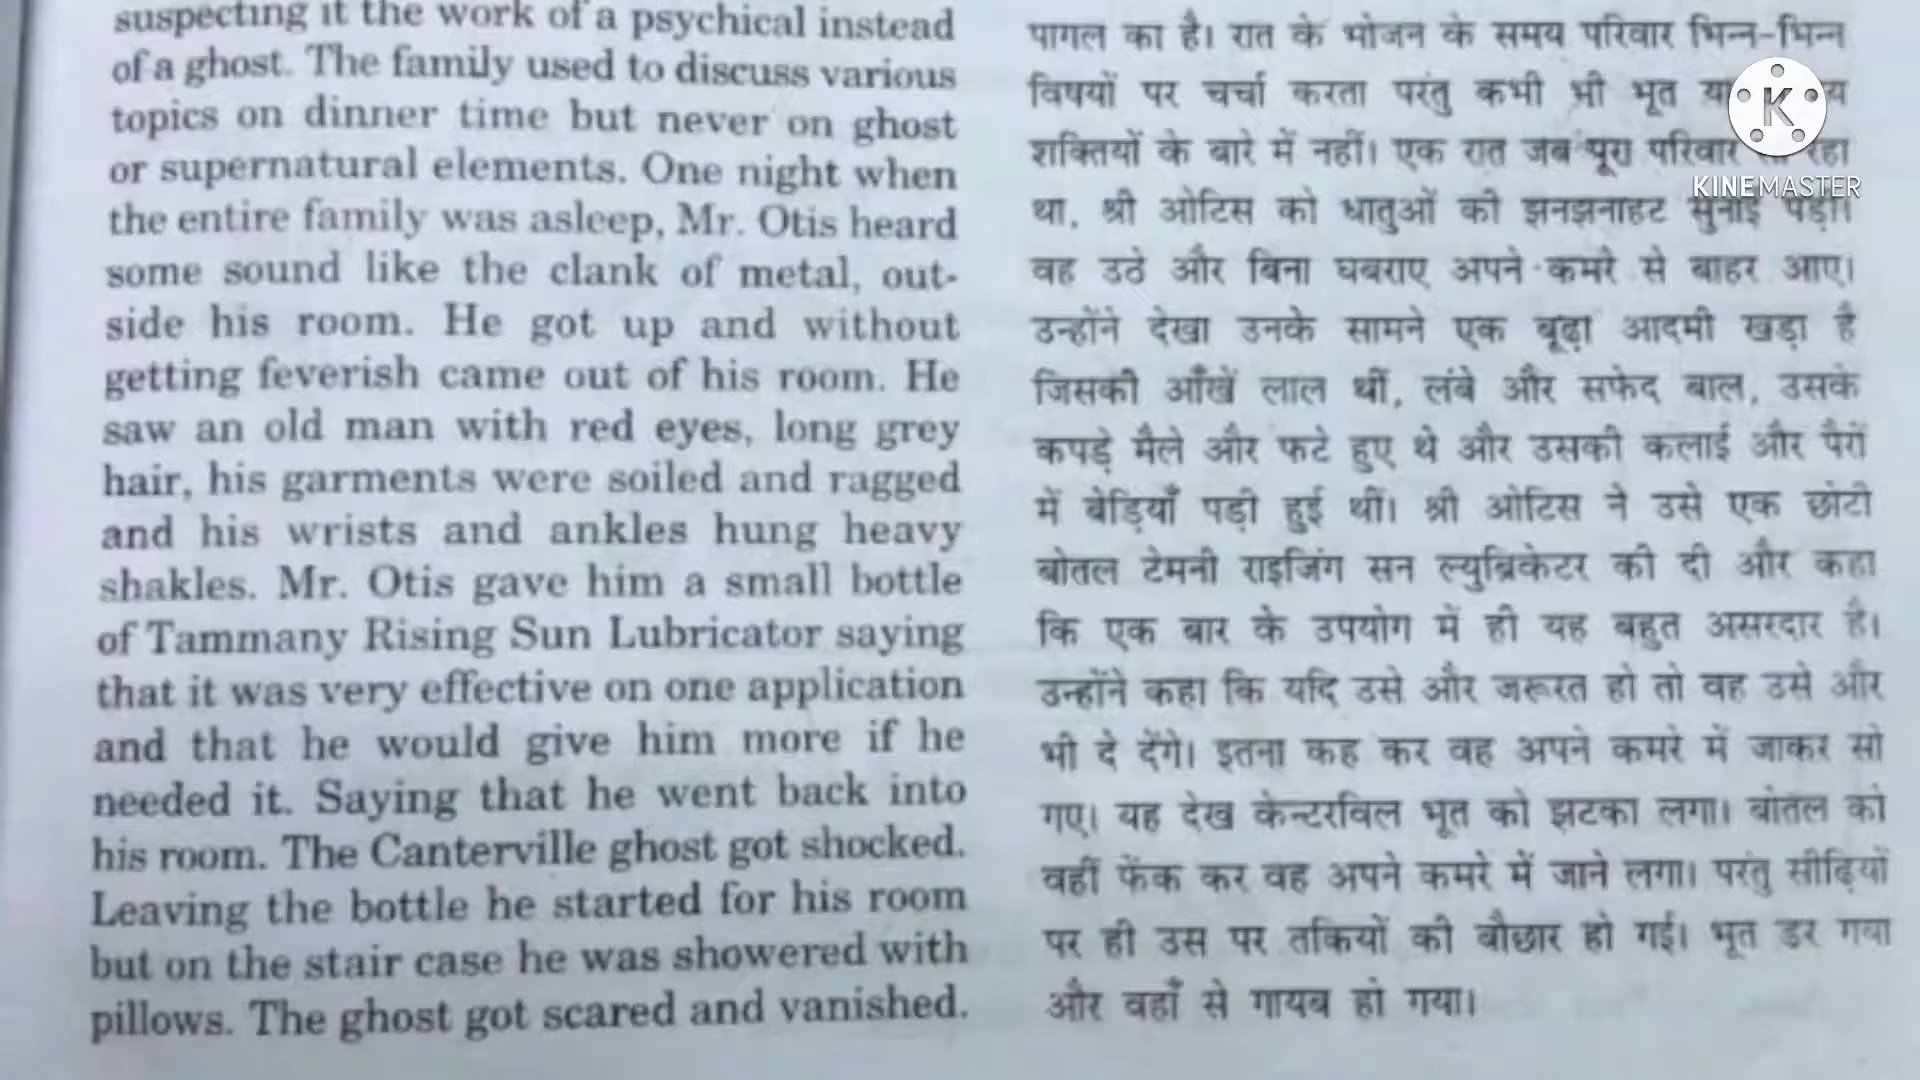 suspecting it the work of a psychical instead
of a ghost. The family used to discuss various
topics on dinner time but never on ghost
or supernatural elements. One night when
the entire family was asleep, Mr. Otis heard
some sound like the clank of metal, out-
side his room. He got up and without
getting feverish came out of his room. He
saw an old man with red eyes, long grey
hair, his garments were soiled and ragged
and his wrists and ankles hung heavy
shakles. Mr. Otis gave him a small bottle
of Tammany Rising Sun Lubricator saying
that it was very effective on one application
and that he would give him more if he
needed it. Saying that he went back into
his room. The Canterville ghost got shocked.
Leaving the bottle he started for his room
but on the stair case he was showered with
pillows. The ghost got scared and vanished.
पागल का है। रात के भोजन के समय परिवार भिन्न-भिन्न
विषयों पर चर्चा करता परंतु कभी भी भूत
शक्तियों के बारे में नहीं। एक रात जब पूरा परिवार रहा
था, श्री ओटिस को धातुओं की झनझनाहट सुनाई पड़ी।
वह उठे और बिना घबराए अपने कमरे से बाहर आए।
उन्होंने देखा उनके सामने एक बूढ़ा आदमी खड़ा है
जिसकी आँखें लाल थीं, लंबे और सफेद बाल, उसके
कपड़े मैले और फटे हुए थे और उसकी कलाई और पैरों
में बेड़ियाँ पड़ी हुई थीं। श्री ओटिस ने उसे एक छोटी
बोतल टेमनी राइजिंग सन ल्युब्रिकेटर की दी और कहा
कि एक बार के उपयोग में ही यह बहुत असरदार है।
उन्होंने कहा कि यदि उसे और जरूरत हो तो वह उसे और
भी दे देंगे। इतना कह कर वह अपने कमरे में जाकर सो
गए। यह देख केन्टरविल भूत को झटका लगा। बोतल को
वहीं फेंक कर वह अपने कमरे में जाने लगा। परंतु सीढ़ियों
पर ही उस पर तकियों की बौछार हो गई। भूत डर गया
और वहाँ से गायब हो गया।
K
KINEMASTER